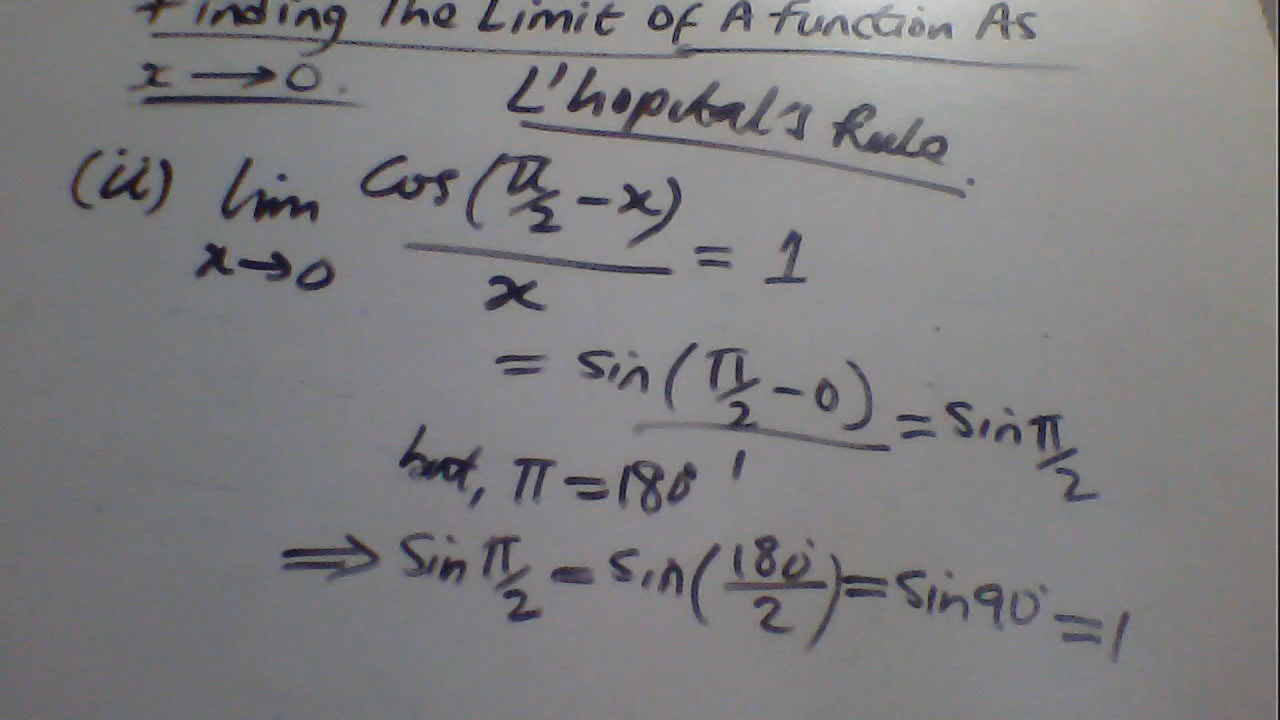 Finding The Limit Of A function As
x → 0.
L'hopital's Rule.
(ii) lim x→0 cos(π/2 - x)/x = 1
= sin(π/2 - 0)/1 = sin π/2
but, π = 180°
⇒ sin π/2 = sin(180°/2) = sin 90° = 1